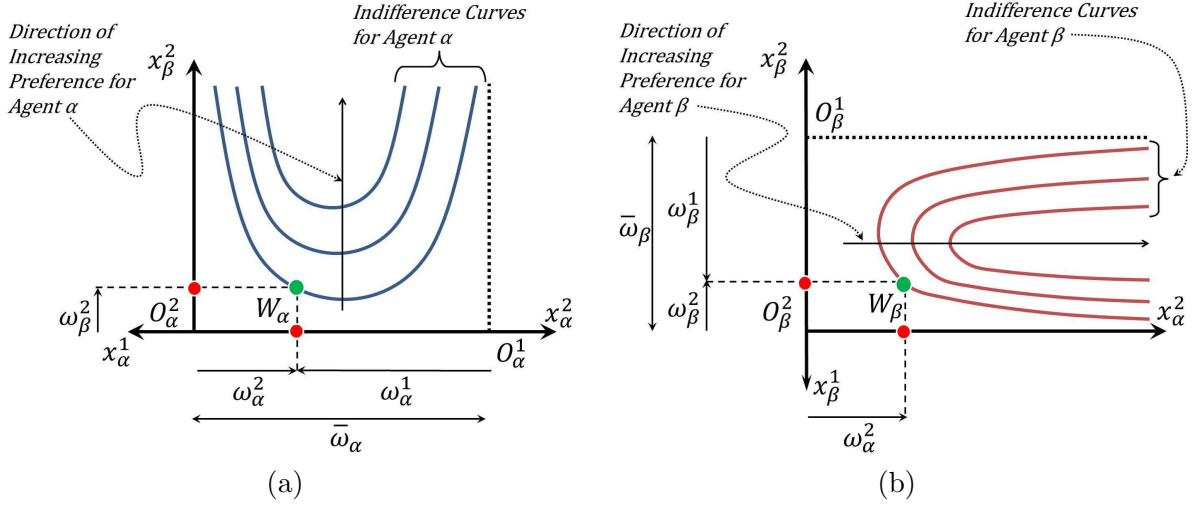 Direction of
Increasing
Preference for
Agent α
Indifference Curves
for Agent α
x_β^2
ω_β^2
O_α^2
W_α
x_α^2
x_α^1
O_α^1
ω_α^2
ω_α^1
ω̄_α
(a)
Direction of
Increasing
Preference for
Agent β
Indifference Curves
for Agent β
x_β^2
O_β^1
ω_β^1
ω̄_β
ω_β^2
O_β^2
W_β
x_α^2
x_β^1
ω_α^2
(b)